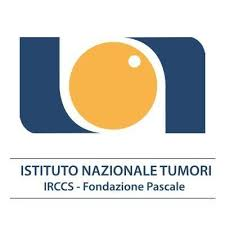 ISTITUTO NAZIONALE TUMORI
IRCCS - Fondazione Pascale